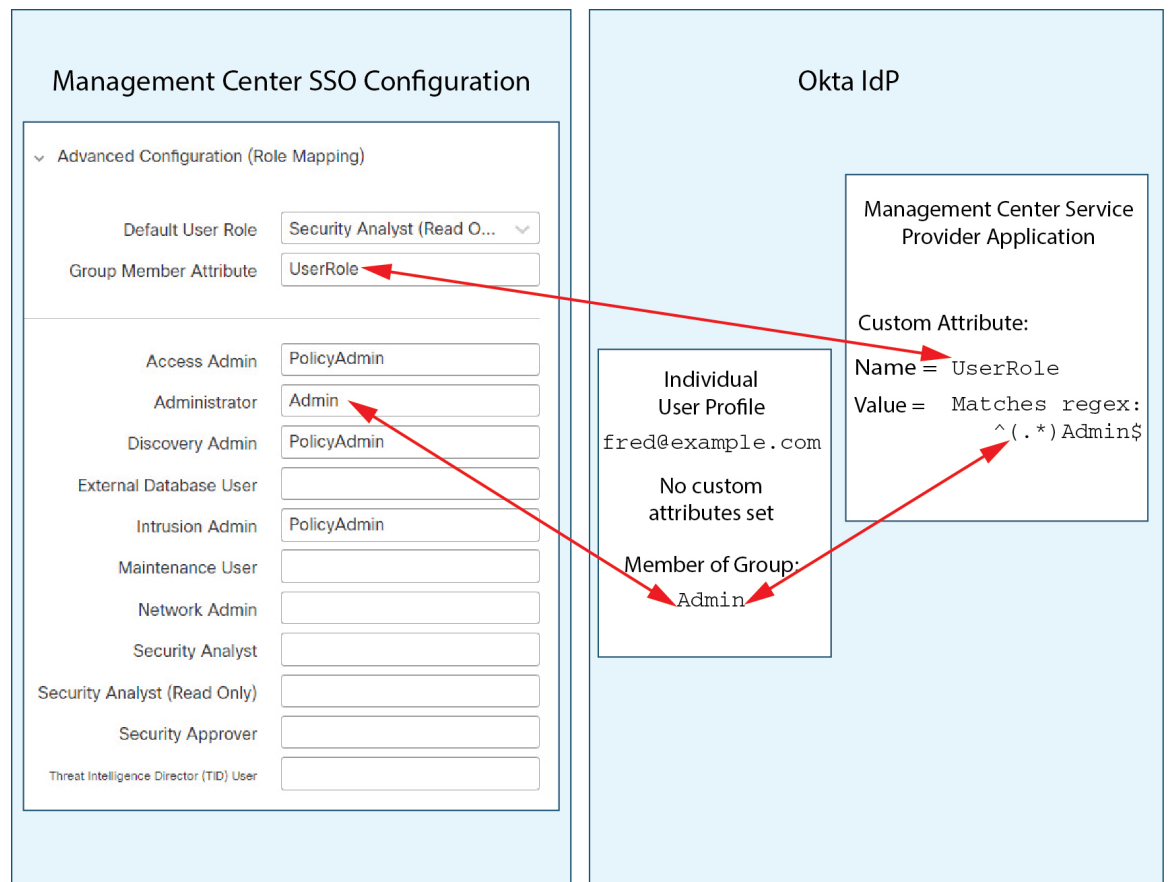 Management Center SSO Configuration
Advanced Configuration (Role Mapping)
Default User Role
Security Analyst (Read O...
Group Member Attribute
UserRole
Access Admin
PolicyAdmin
Administrator
Admin
Discovery Admin
PolicyAdmin
External Database User
Intrusion Admin
PolicyAdmin
Maintenance User
Network Admin
Security Analyst
Security Analyst (Read Only)
Security Approver
Threat Intelligence Director (TID) User
Okta IdP
Individual
User Profile
fred@example.com
No custom
attributes set
Member of Group:
Admin
Management Center Service
Provider Application
Custom Attribute:
Name = UserRole
Value = Matches regex:
^(.*)Admin$